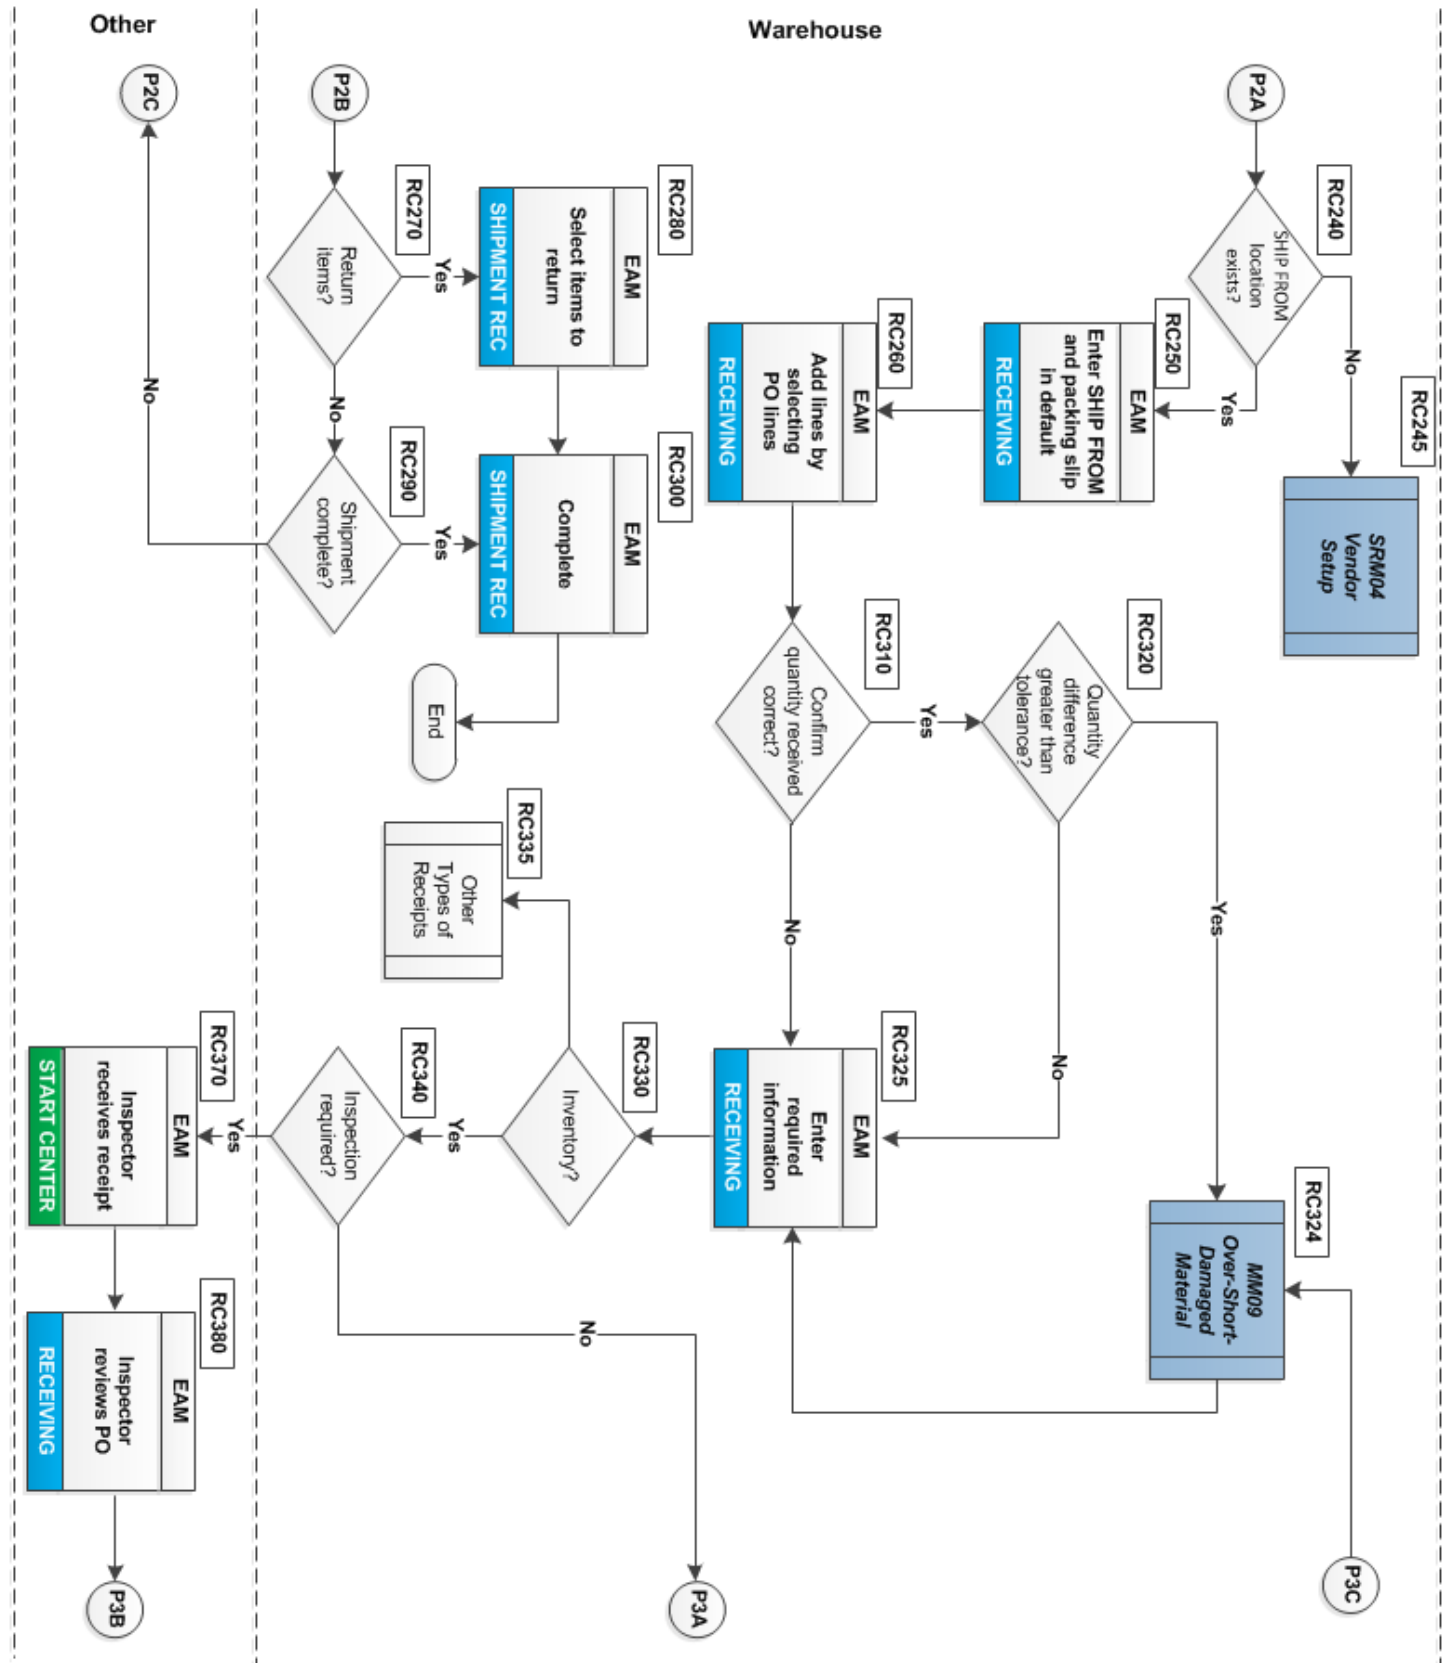 Other
Warehouse
P2A
RC240
SHIP FROM
location
exists?
No
Yes
RC245
SRM04
Vendor
Setup
RC250
EAM
Enter SHIP FROM
and packing slip
in default
RECEIVING
RC260
EAM
Add lines by
selecting
PO lines
RECEIVING
RC310
Confirm
quantity received
correct?
Yes
No
RC320
Quantity
difference
greater than
tolerance?
Yes
No
RC324
MM09
Over-Short-
Damaged
Material
P3C
RC325
EAM
Enter
required
information
RECEIVING
RC330
Inventory?
Yes
RC335
Other
Types of
Receipts
RC340
Inspection
required?
Yes
No
P3A
P2B
RC270
Return
items?
Yes
No
RC280
EAM
Select items to
return
SHIPMENT REC
RC290
Shipment
complete?
Yes
No
RC300
EAM
Complete
SHIPMENT REC
End
P2C
RC370
EAM
Inspector
receives receipt
START CENTER
RC380
EAM
Inspector
reviews PO
RECEIVING
P3B